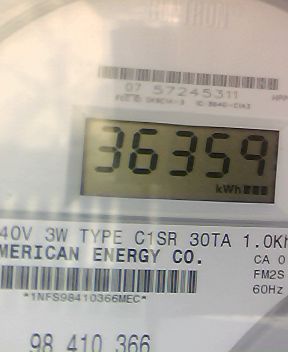 07 57245311
36359
kWh
40V 3W TYPE C1SR 30TA 1.0Kh
MERICAN ENERGY CO.
CA 0
FM2S
60Hz
*1NFS98410366MEC*
98 410 366